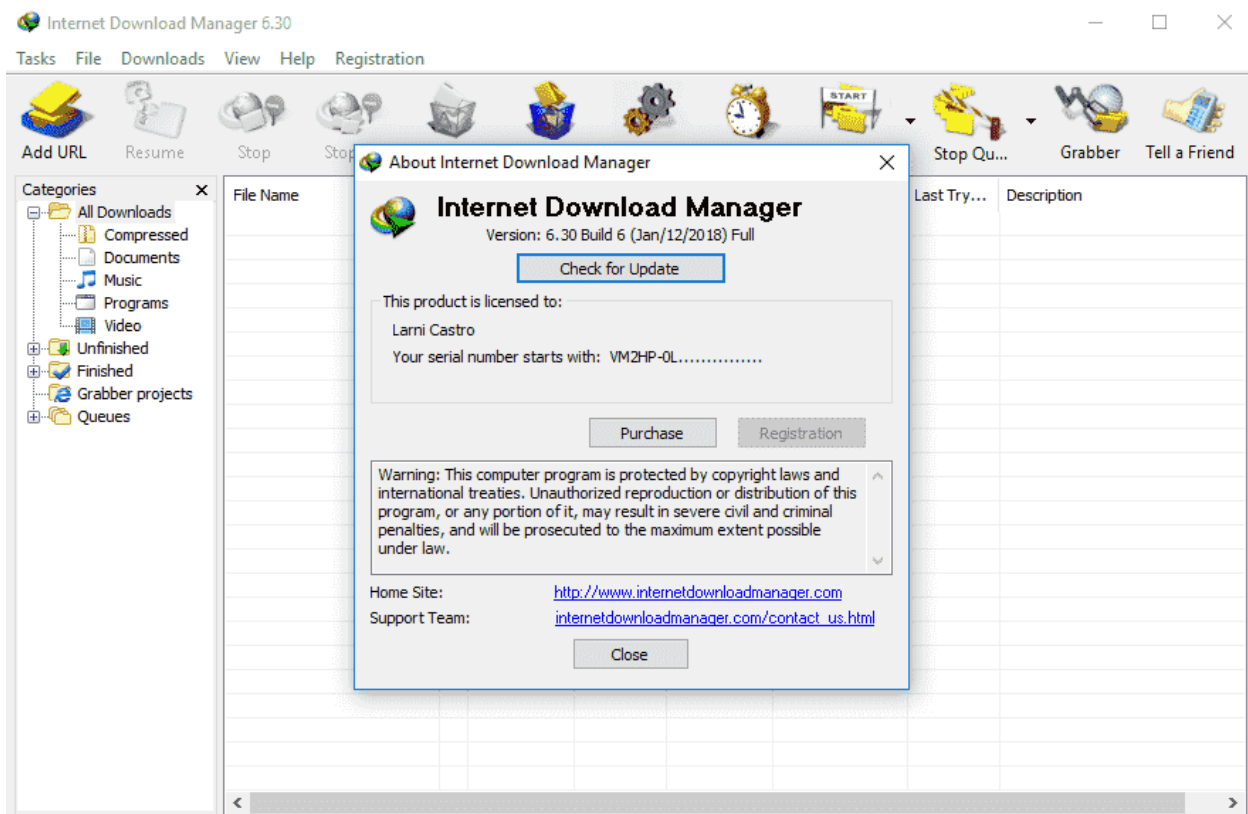 Internet Download Manager 6.30
Tasks File Downloads View Help Registration
Add URL Resume Stop Stop Qu... Grabber Tell a Friend
START
Categories
All Downloads
Compressed
Documents
Music
Programs
Video
Unfinished
Finished
Grabber projects
Queues
File Name Last Try... Description
About Internet Download Manager
Internet Download Manager
Version: 6.30 Build 6 (Jan/12/2018) Full
Check for Update
This product is licensed to:
Larni Castro
Your serial number starts with: VM2HP-0L...............
Purchase Registration
Warning: This computer program is protected by copyright laws and
international treaties. Unauthorized reproduction or distribution of this
program, or any portion of it, may result in severe civil and criminal
penalties, and will be prosecuted to the maximum extent possible
under law.
Home Site: http://www.internetdownloadmanager.com
Support Team: internetdownloadmanager.com/contact_us.html
Close